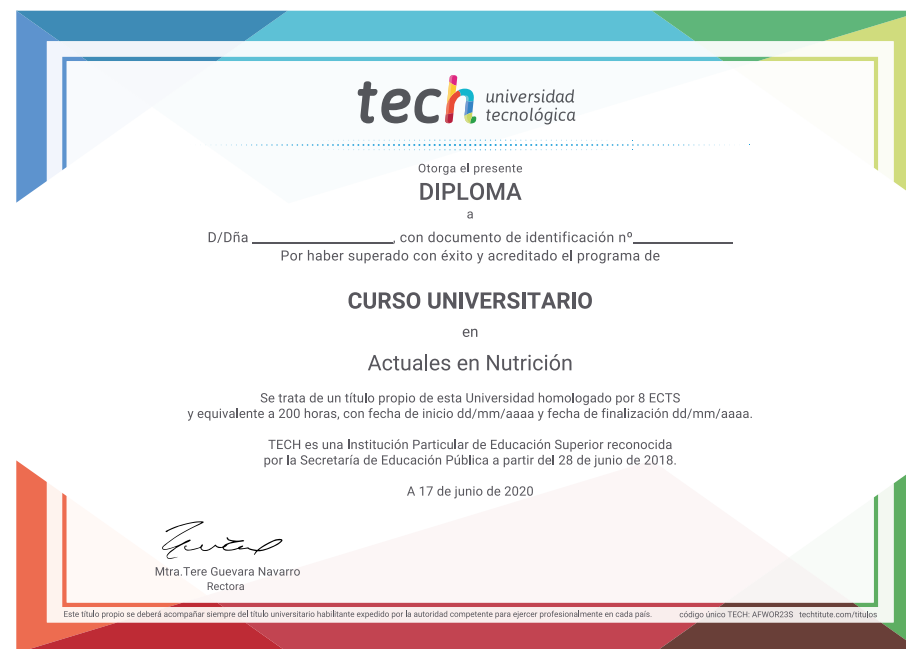 tech universidad
tecnológica
Otorga el presente
DIPLOMA
a
D/Dña ____________________, con documento de identificación nº______________
Por haber superado con éxito y acreditado el programa de
CURSO UNIVERSITARIO
en
Actuales en Nutrición
Se trata de un título propio de esta Universidad homologado por 8 ECTS
y equivalente a 200 horas, con fecha de inicio dd/mm/aaaa y fecha de finalización dd/mm/aaaa.
TECH es una Institución Particular de Educación Superior reconocida
por la Secretaría de Educación Pública a partir del 28 de junio de 2018.
A 17 de junio de 2020
Mtra.Tere Guevara Navarro
Rectora
Este título propio se deberá acompañar siempre del título universitario habilitante expedido por la autoridad competente para ejercer profesionalmente en cada país. código único TECH: AFWOR23S techtitute.com/titulos